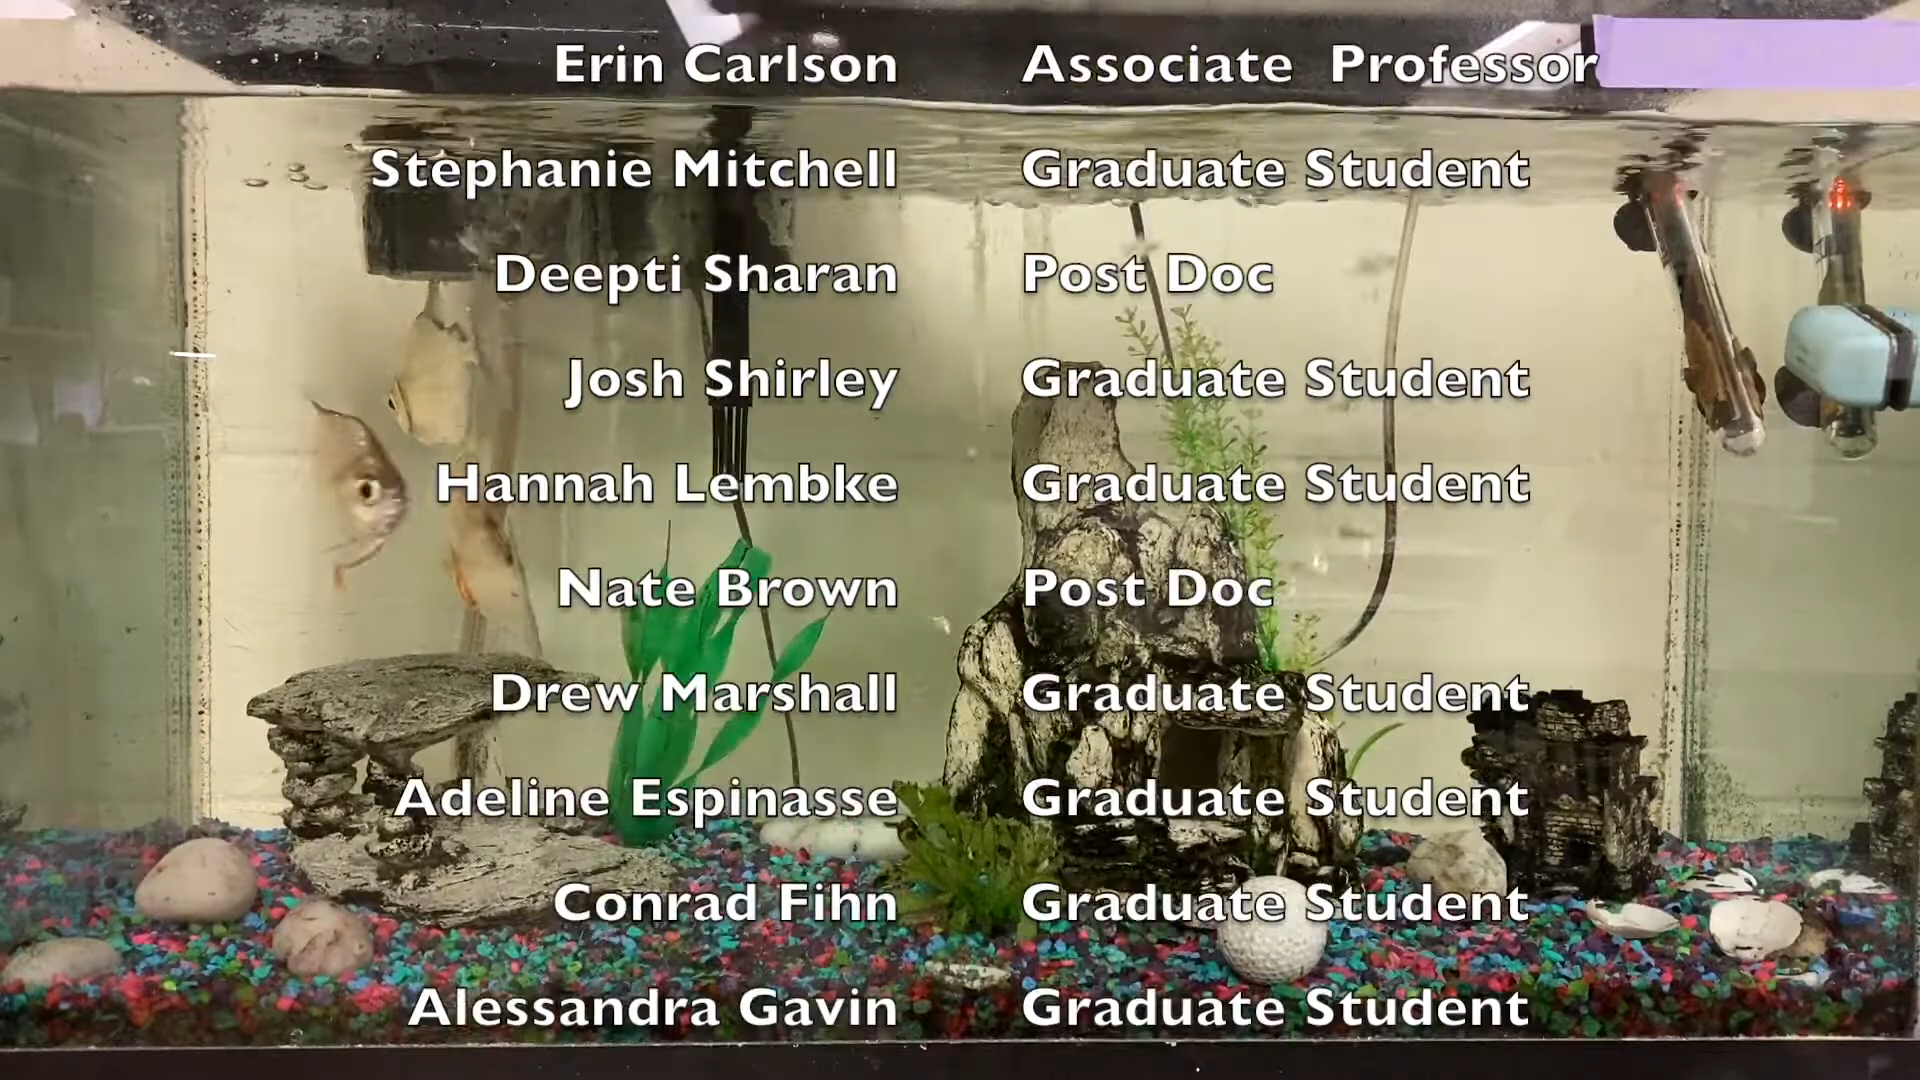 Erin Carlson Associate Professor
Stephanie Mitchell Graduate Student
Deepti Sharan Post Doc
Josh Shirley Graduate Student
Hannah Lembke Graduate Student
Nate Brown Post Doc
Drew Marshall Graduate Student
Adeline Espinasse Graduate Student
Conrad Fihn Graduate Student
Alessandra Gavin Graduate Student